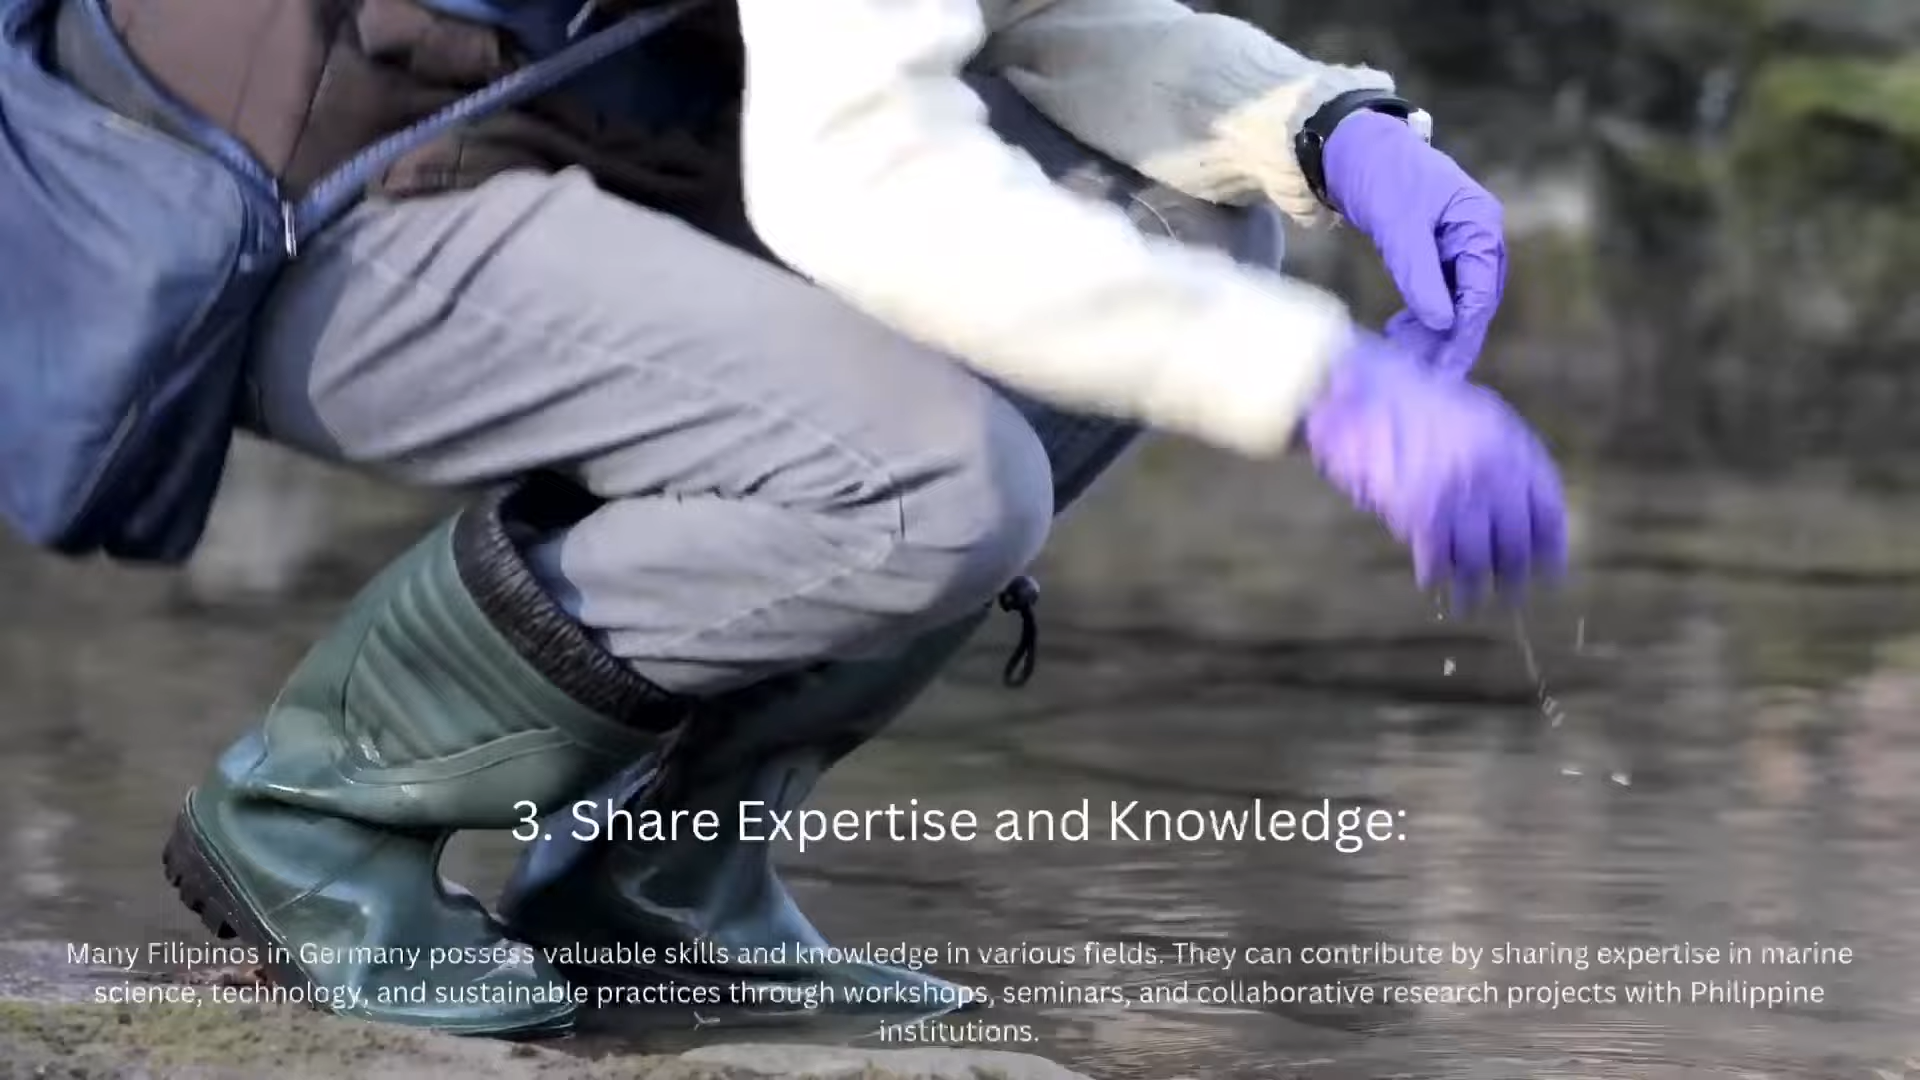 3. Share Expertise and Knowledge:
Many Filipinos in Germany possess valuable skills and knowledge in various fields. They can contribute by sharing expertise in marine
science, technology, and sustainable practices through workshops, seminars, and collaborative research projects with Philippine
institutions.